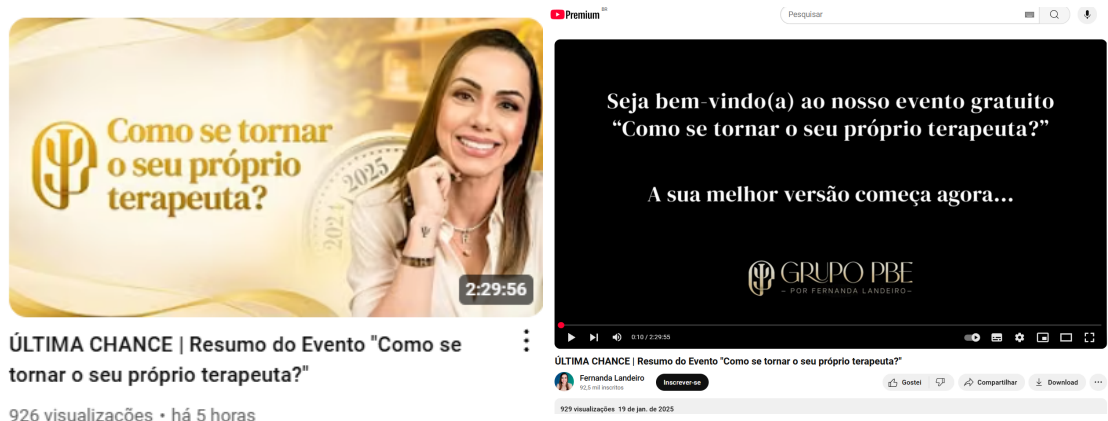 Como se tornar
o seu próprio
terapeuta?
2024
2025
2:29:56
ÚLTIMA CHANCE | Resumo do Evento "Como se
tornar o seu próprio terapeuta?"
926 visualizações • há 5 horas
Premium BR
Pesquisar
Seja bem-vindo(a) ao nosso evento gratuito
“Como se tornar o seu próprio terapeuta?”
A sua melhor versão começa agora...
GRUPO PBE
– POR FERNANDA LANDEIRO–
0:10 / 2:29:55
ÚLTIMA CHANCE | Resumo do Evento "Como se tornar o seu próprio terapeuta?"
Fernanda Landeiro
92,5 mil inscritos
Inscrever-se
Gostei
Compartilhar
Download
929 visualizações 19 de jan. de 2025